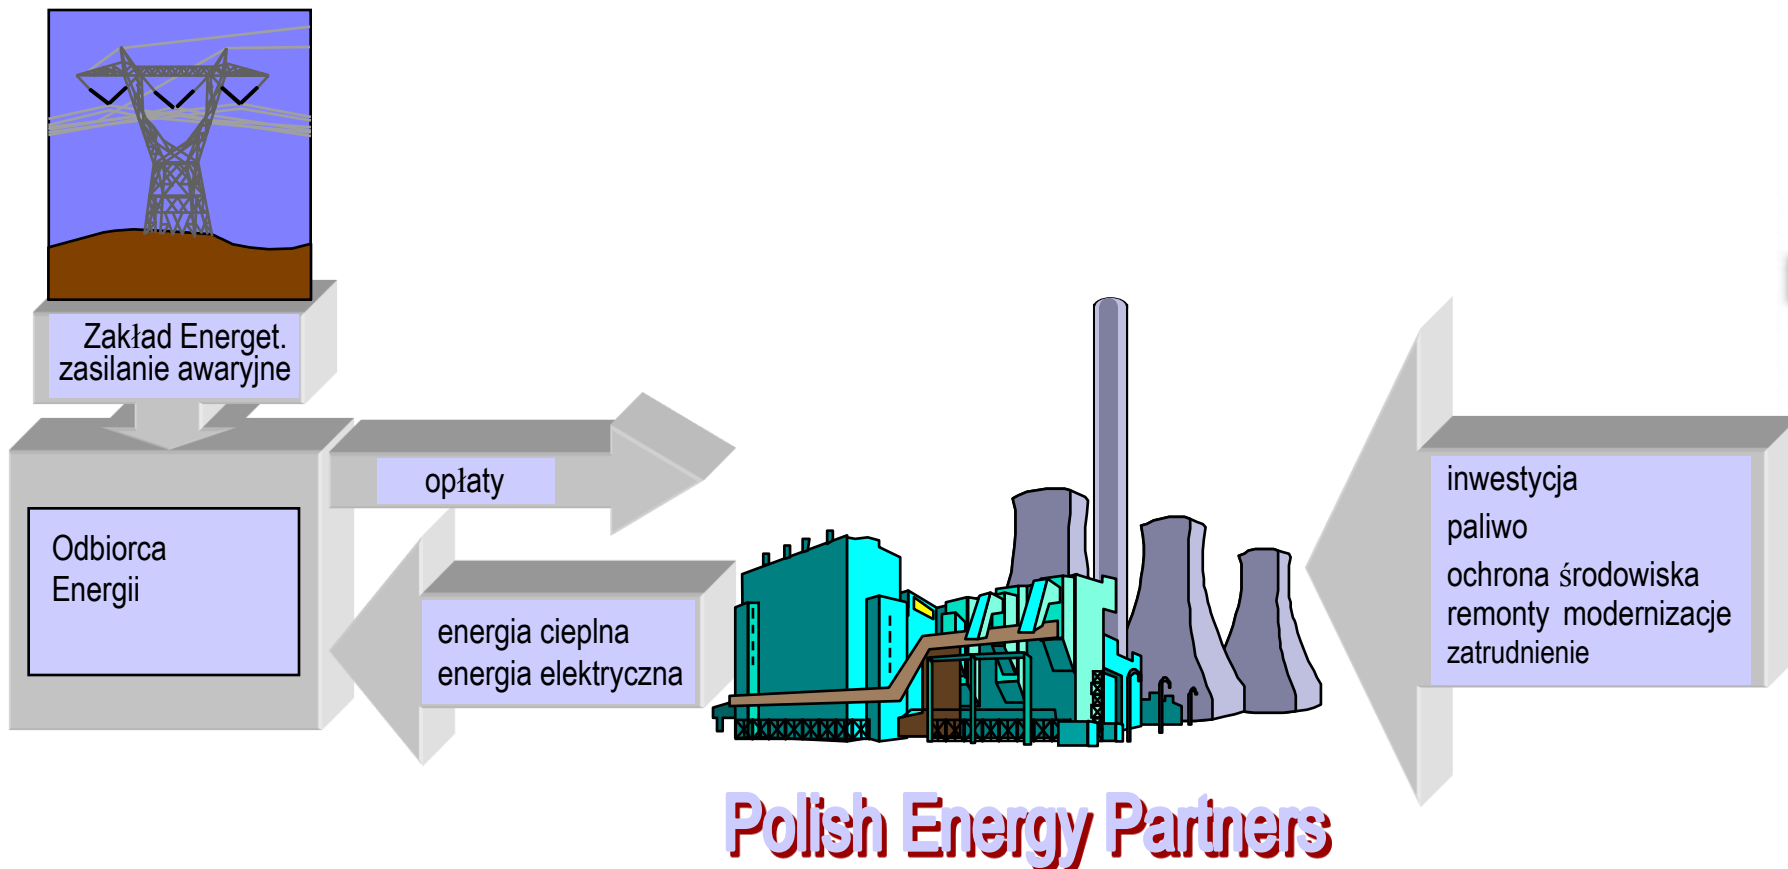 Zakład Energet.
zasilanie awaryjne
opłaty
Odbiorca
Energii
energia cieplna
energia elektryczna
inwestycja
paliwo
ochrona środowiska
remonty modernizacje
zatrudnienie
Polish Energy Partners